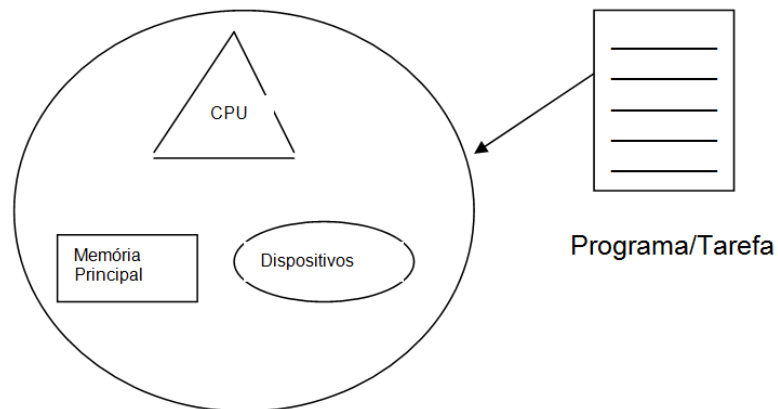 CPU
Memória
Principal
Dispositivos
Programa/Tarefa